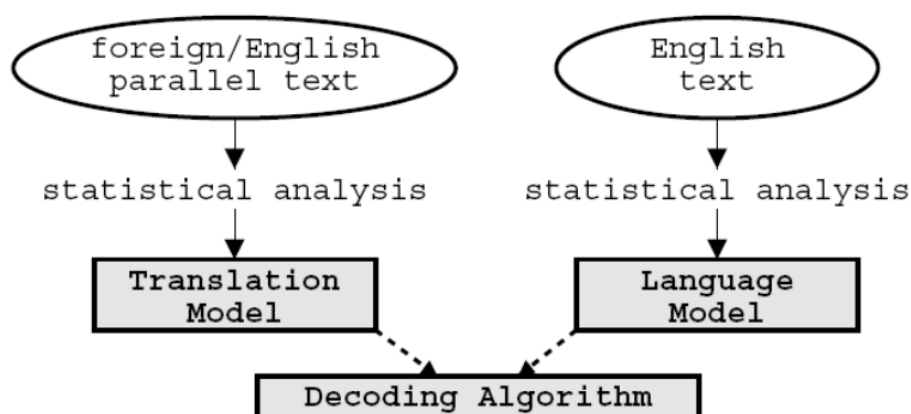 foreign/English
parallel text
English
text
statistical analysis
statistical analysis
Translation
Model
Language
Model
Decoding Algorithm